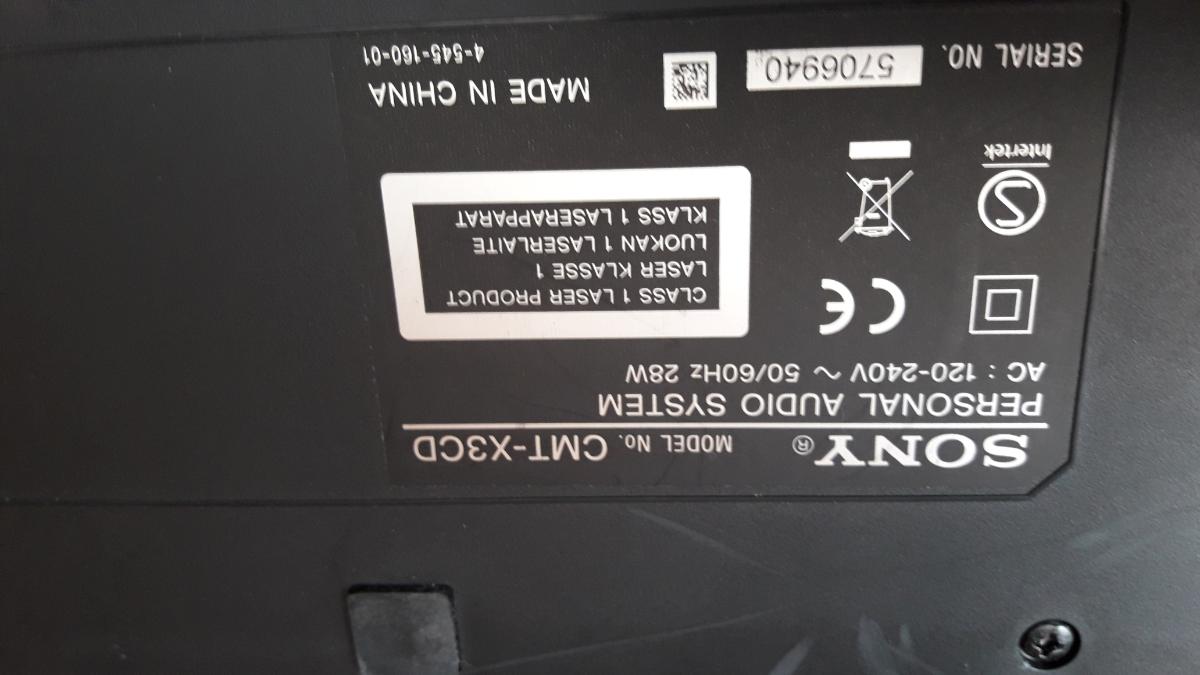 SONY® MODEL No. CMT-X3CD
PERSONAL AUDIO SYSTEM
AC : 120-240V ~ 50/60Hz 28W
CE
CLASS 1 LASER PRODUCT
LASER KLASSE 1
LUOKAN 1 LASERLAITE
KLASS 1 LASERAPPARAT
S
Intertek
SERIAL NO. 5706940
MADE IN CHINA
4-545-160-01